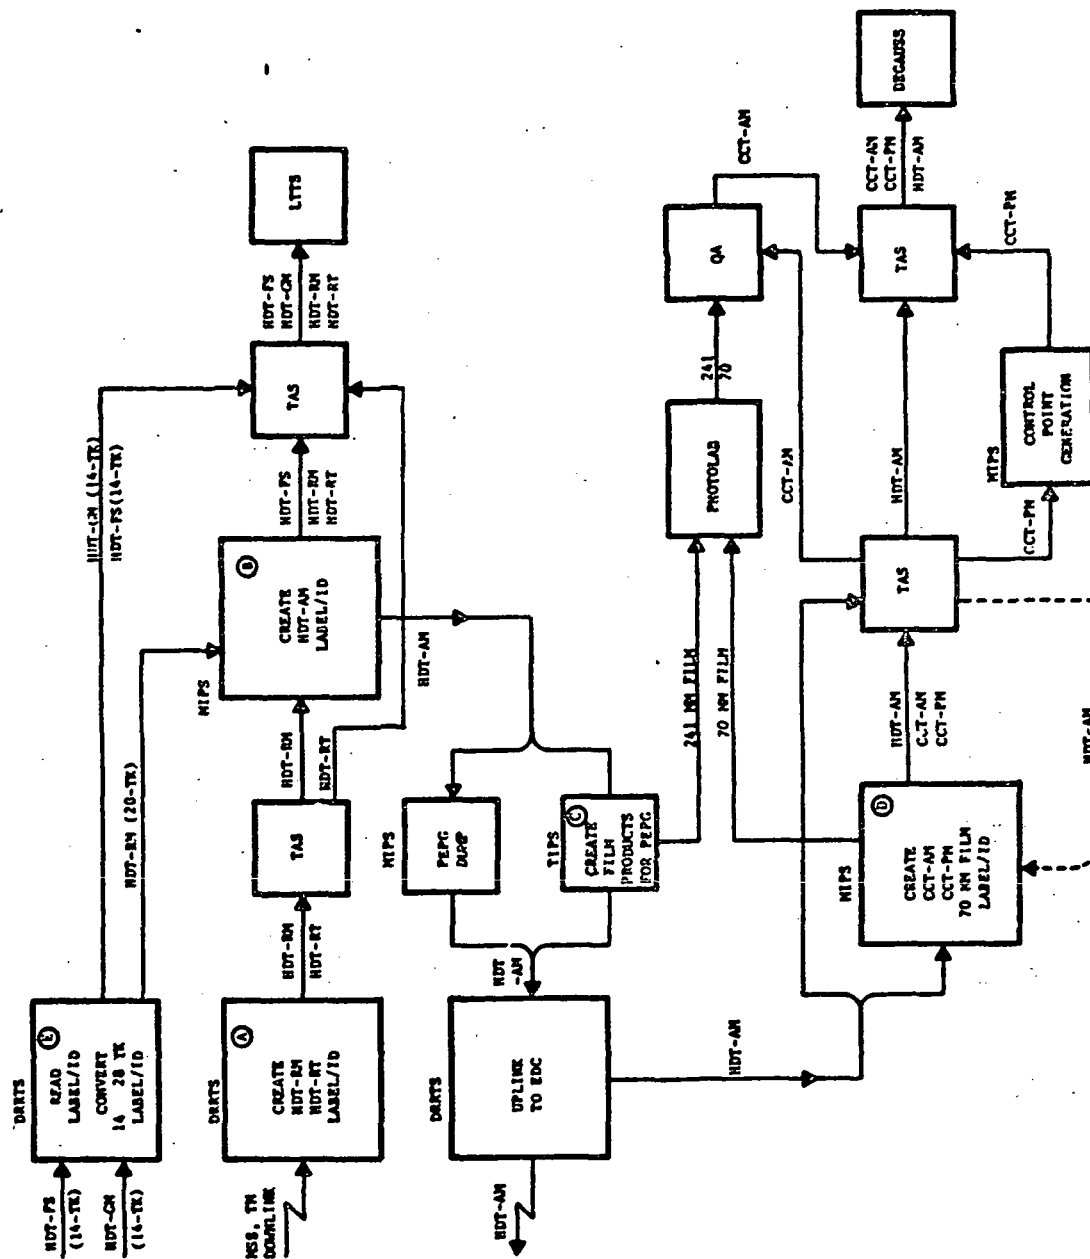 DRRTS
HDT-FS
(14-TK)
HDT-GM
(14-TK)
E
READ
LABEL/ID
CONVERT
14 28 TK
LABEL/ID
HDT-GM (14-TK)
HDT-FS (14-TK)
HDT-RM (28-TK)
DRRTS
MSS, TM
DOWNLINK
A
CREATE
HDT-RM
HDT-RT
LABEL/ID
HDT-RM
HDT-RT
TAS
HDT-RM
HDT-RT
MIPS
B
CREATE
HDT-AM
LABEL/ID
HDT-FS
HDT-RM
HDT-RT
TAS
HDT-FS
HDT-GM
HDT-RM
HDT-RT
LTTS
HDT-AM
MIPS
PEPG
DUMP
TIPS
C
CREATE
FILM
PRODUCTS
FOR PEPG
HDT
-AM
DRRTS
UPLINK
TO EDC
HDT-AM
HDT-AM
241 MM FILM
70 MM FILM
PHOTOLAB
241
70
QA
CCT-AM
CCT-AM
MIPS
D
CREATE
CCT-AM
CCT-PM
70 MM FILM
LABEL/ID
HDT-AM
CCT-AM
CCT-PM
TAS
HDT-AM
TAS
CCT-AM
CCT-PM
HDT-AM
DEGAUSS
CCT-PM
MIPS
CONTROL
POINT
GENERATION
CCT-PM
HDT-AM